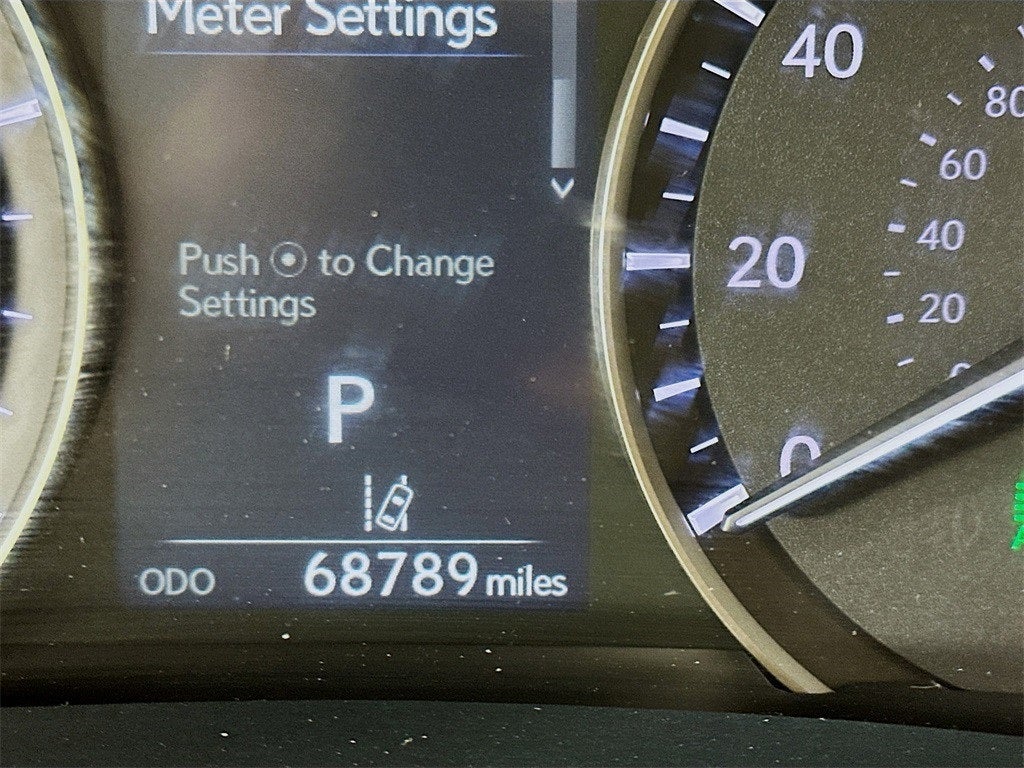 Meter Settings
Push to Change
Settings
P
ODO 68789 miles
40
20
0
80
60
40
20